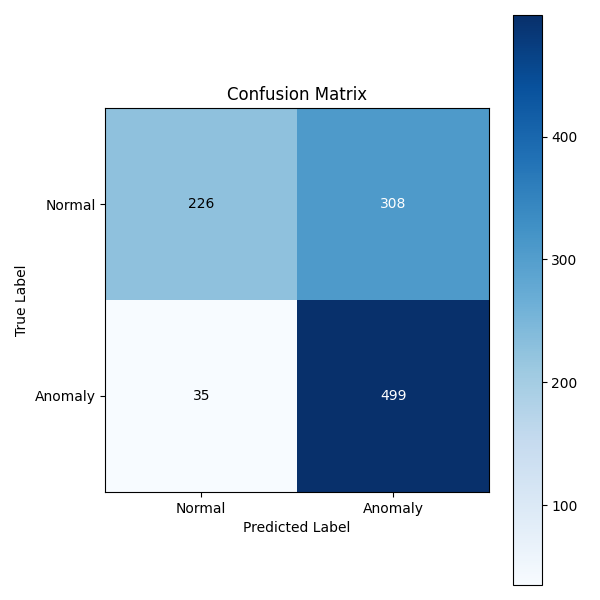 Confusion Matrix
True Label
Normal
226
308
Anomaly
35
499
Normal
Anomaly
Predicted Label
400
300
200
100